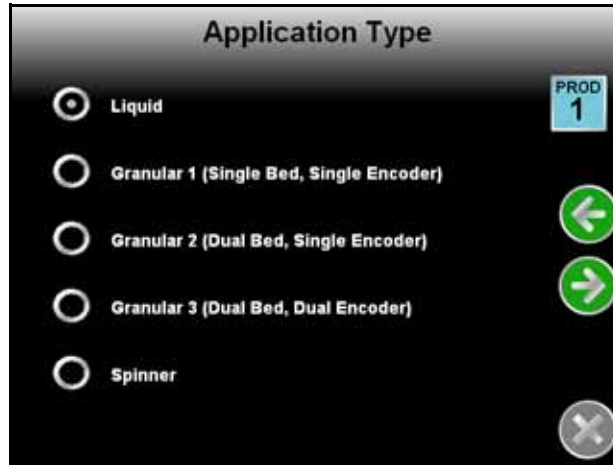 Application Type
PROD
1
Liquid
Granular 1 (Single Bed, Single Encoder)
Granular 2 (Dual Bed, Single Encoder)
Granular 3 (Dual Bed, Dual Encoder)
Spinner